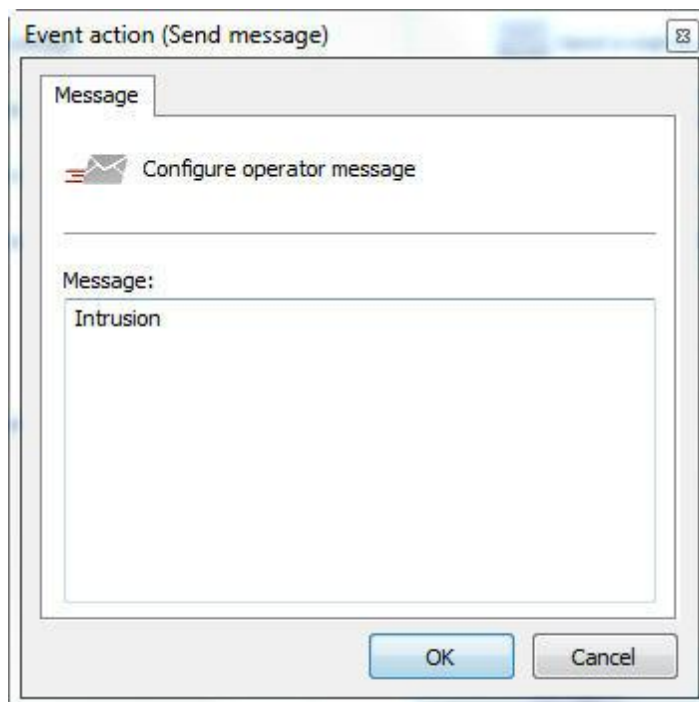 Event action (Send message)
Message
Configure operator message
Message:
Intrusion
OK
Cancel